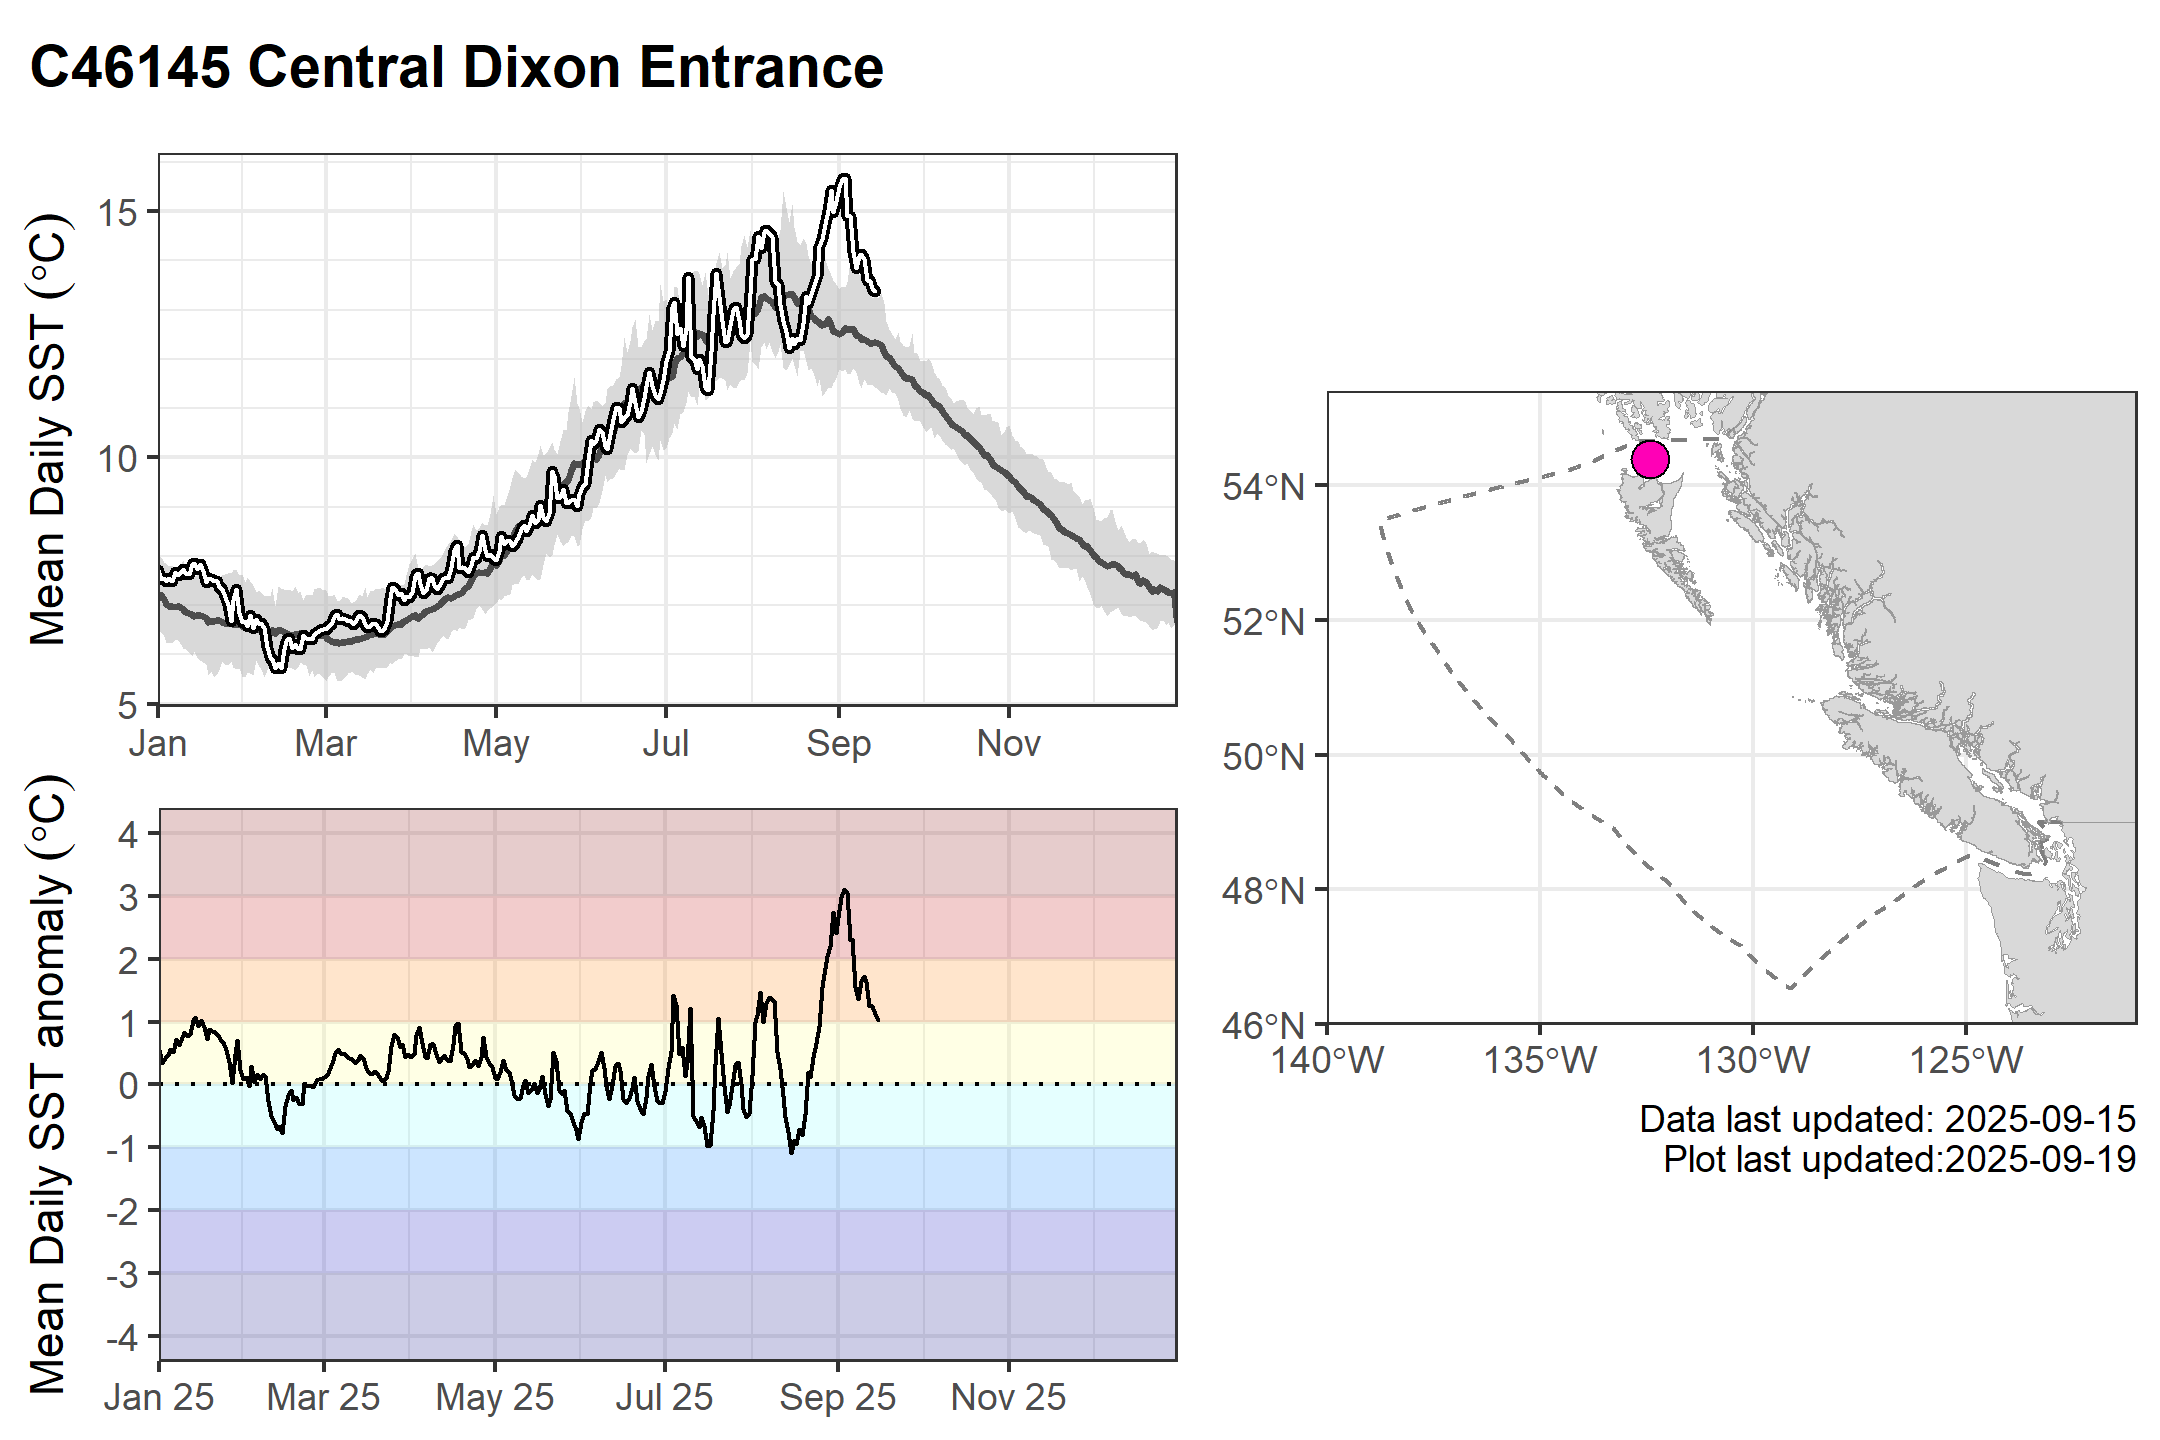 C46145 Central Dixon Entrance
Mean Daily SST (°C)
15
10
5
Jan Mar May Jul Sep Nov
Mean Daily SST anomaly (°C)
4
3
2
1
0
-1
-2
-3
-4
Jan 25 Mar 25 May 25 Jul 25 Sep 25 Nov 25
54°N
52°N
50°N
48°N
46°N
140°W 135°W 130°W 125°W
Data last updated: 2025-09-15
Plot last updated:2025-09-19